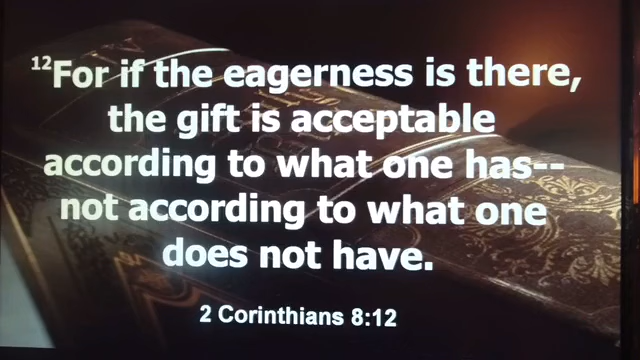 ¹²For if the eagerness is there,
the gift is acceptable
according to what one has--
not according to what one
does not have.
2 Corinthians 8:12